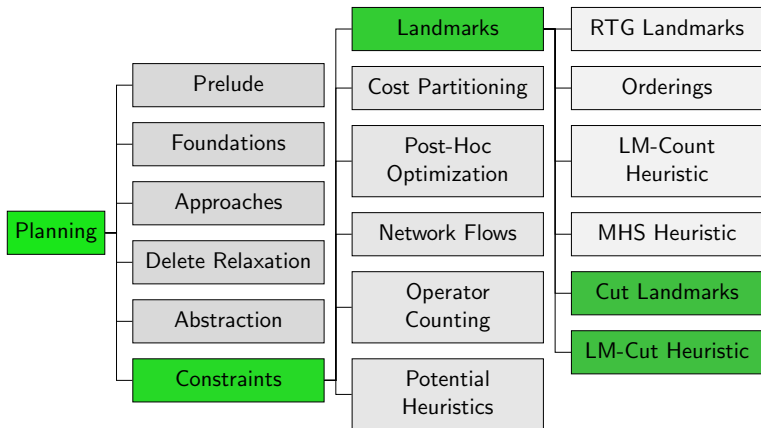 Planning
Prelude
Foundations
Approaches
Delete Relaxation
Abstraction
Constraints
Landmarks
Cost Partitioning
Post-Hoc
Optimization
Network Flows
Operator
Counting
Potential
Heuristics
RTG Landmarks
Orderings
LM-Count
Heuristic
MHS Heuristic
Cut Landmarks
LM-Cut Heuristic